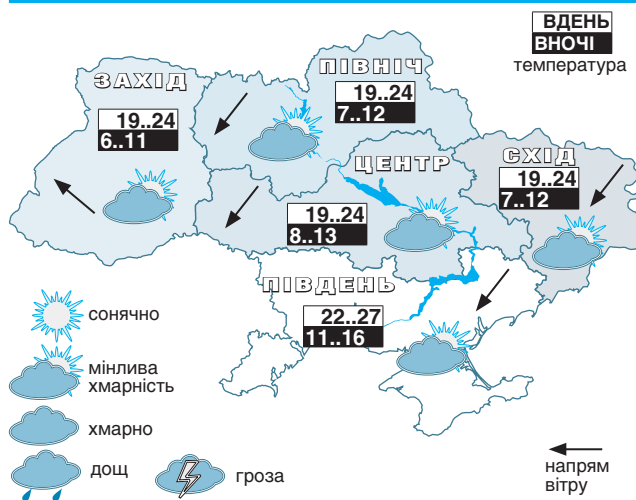 ВДЕНЬ
ВНОЧІ
температура
ЗАХІД
19..24
6..11
ПІВНІЧ
19..24
7..12
ЦЕНТР
19..24
8..13
СХІД
19..24
7..12
ПІВДЕНЬ
22..27
11..16
сонячно
мінлива
хмарність
хмарно
дощ
гроза
напрям
вітру